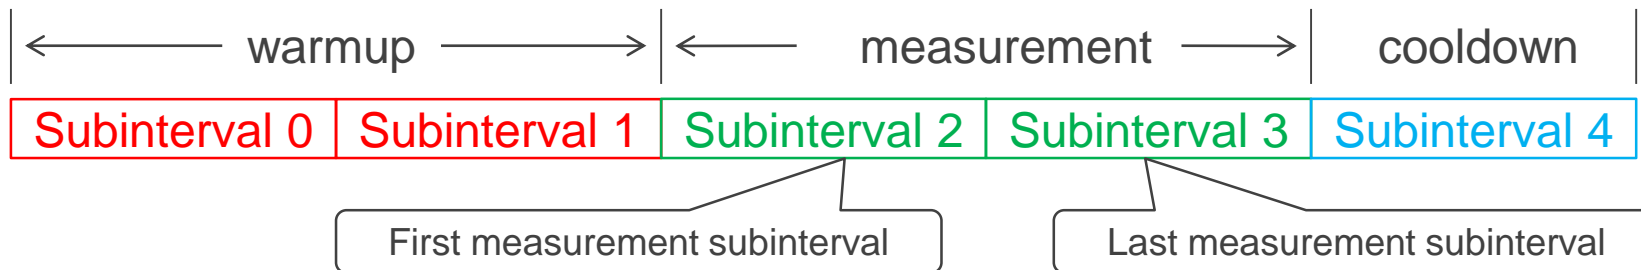 warmup measurement cooldown
Subinterval 0 Subinterval 1 Subinterval 2 Subinterval 3 Subinterval 4
First measurement subinterval Last measurement subinterval